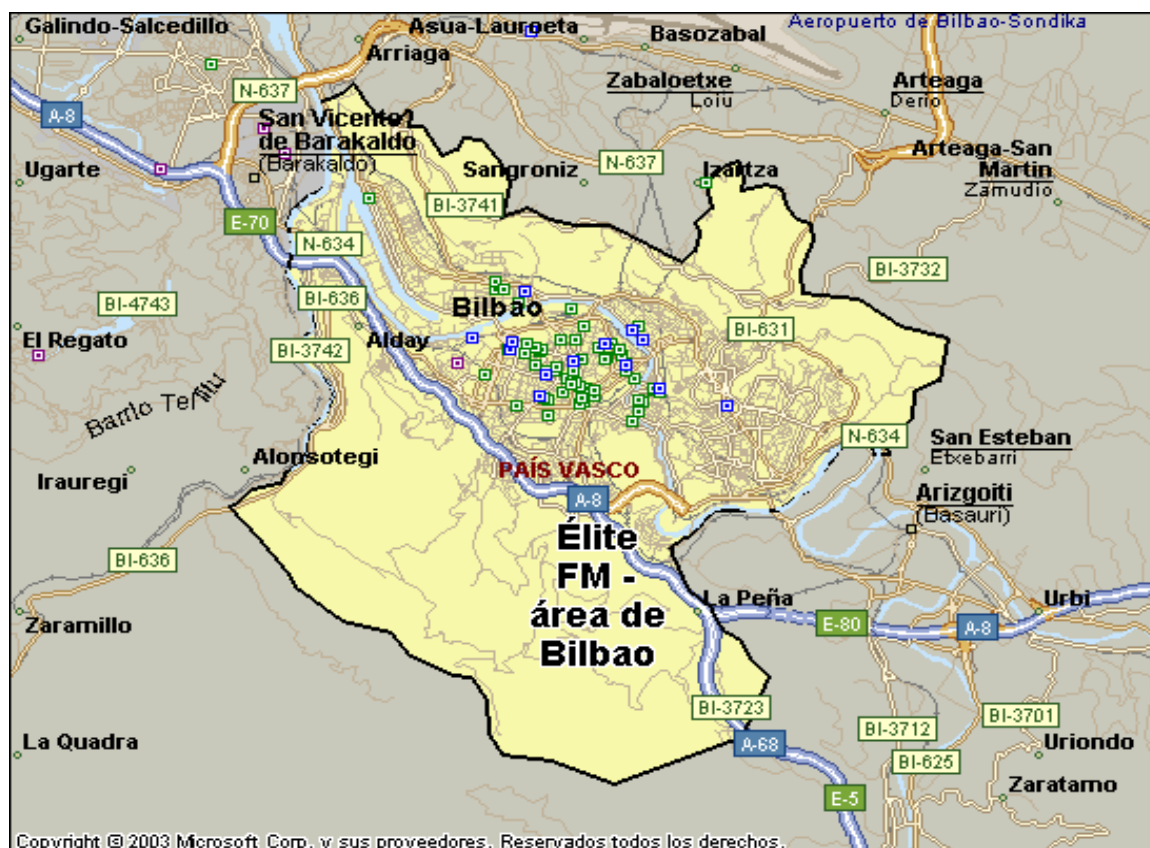 Galindo-Salcedillo
Asua-Lauroeta
Aeropuerto de Bilbao-Sondika
Basozabal
Arriaga
Zabaloetxe
Loiu
Arteaga
Derio
N-637
A-8
San Vicente
de Barakaldo
(Barakaldo)
Ugarte
Sangroniz
N-637
Izartza
Arteaga-San
Martin
Zamudio
BI-3741
E-70
N-634
BI-3732
BI-4743
BI-636
Bilbao
BI-631
El Regato
BI-3742
Alday
Barrio
N-634
San Esteban
Etxebarri
Alonsotegi
PAÍS VASCO
Irauregi
A-8
Arizgoiti
(Basauri)
Élite
FM -
área de
Bilbao
BI-636
La Peña
Urbi
Zaramillo
E-80
A-8
BI-3723
BI-3712
BI-3701
La Quadra
A-68
BI-625
Uriondo
E-5
Zaratamo
Copyright © 2003 Microsoft Corp. y sus proveedores. Reservados todos los derechos.